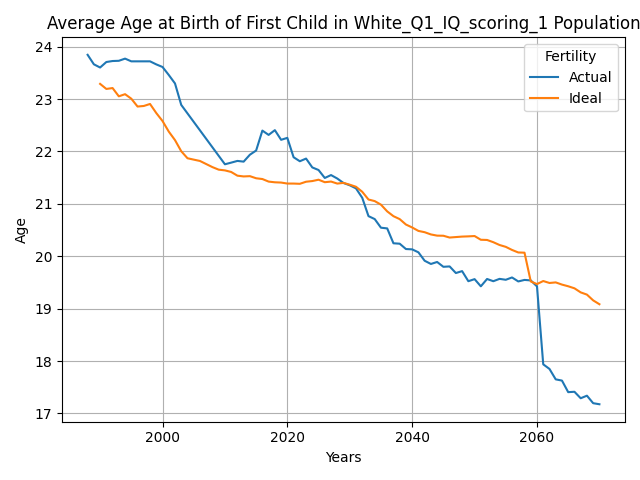 Average Age at Birth of First Child in White_Q1_IQ_scoring_1 Population
Fertility
Actual
Ideal
24
23
22
21
20
19
18
17
Age
2000
2020
2040
2060
Years